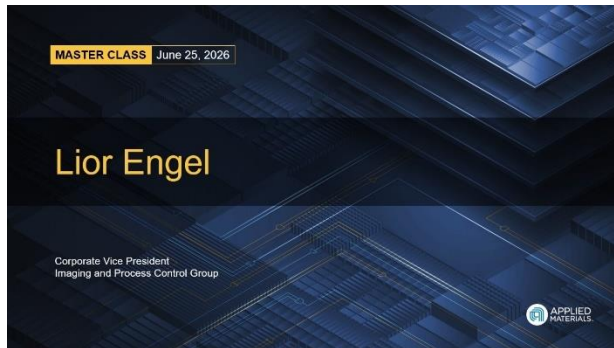 MASTER CLASS June 25, 2026
Lior Engel
Corporate Vice President
Imaging and Process Control Group
APPLIED
MATERIALS.